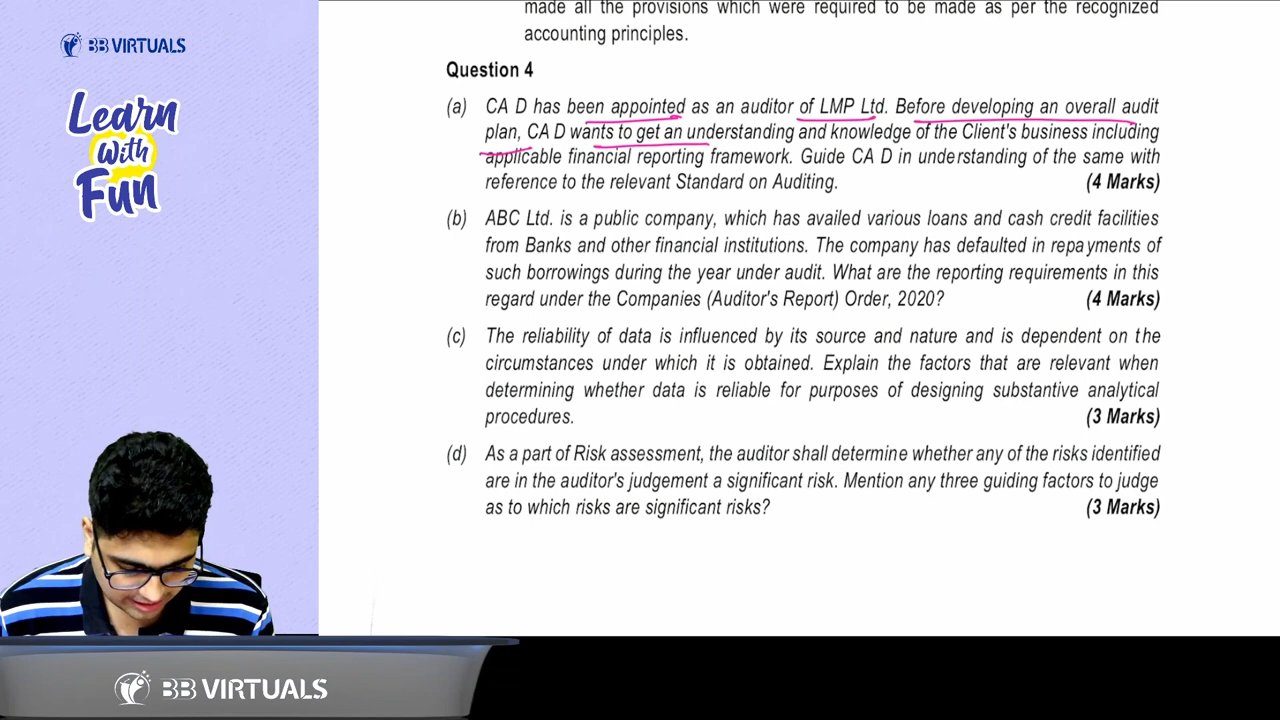 made all the provisions which were required to be made as per the recognized
accounting principles.
BB VIRTUALS
Learn
With
Fun
Question 4
(a) CA D has been appointed as an auditor of LMP Ltd. Before developing an overall audit
plan, CA D wants to get an understanding and knowledge of the Client's business including
applicable financial reporting framework. Guide CA D in understanding of the same with
reference to the relevant Standard on Auditing. (4 Marks)
(b) ABC Ltd. is a public company, which has availed various loans and cash credit facilities
from Banks and other financial institutions. The company has defaulted in repayments of
such borrowings during the year under audit. What are the reporting requirements in this
regard under the Companies (Auditor's Report) Order, 2020? (4 Marks)
(c) The reliability of data is influenced by its source and nature and is dependent on the
circumstances under which it is obtained. Explain the factors that are relevant when
determining whether data is reliable for purposes of designing substantive analytical
procedures. (3 Marks)
(d) As a part of Risk assessment, the auditor shall determine whether any of the risks identified
are in the auditor's judgement a significant risk. Mention any three guiding factors to judge
as to which risks are significant risks? (3 Marks)
BB VIRTUALS